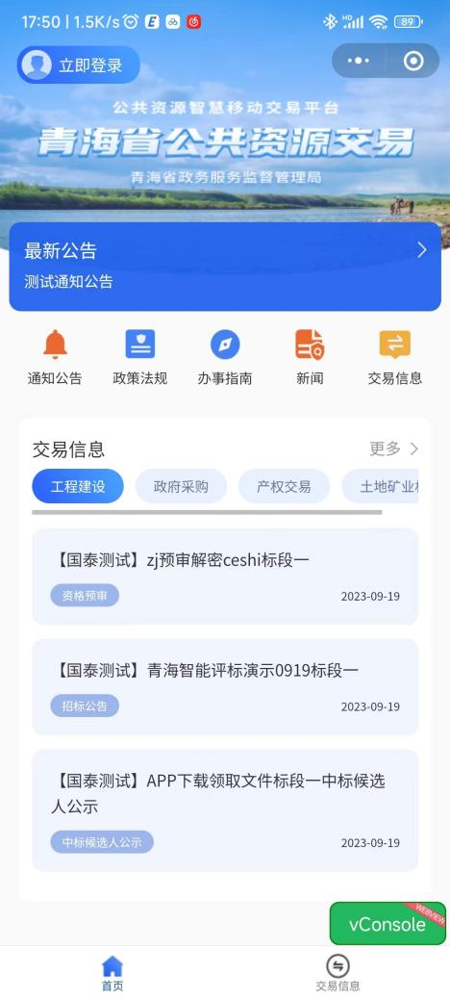 17:50 | 1.5K/s
HD
89
立即登录
公共资源智慧移动交易平台
青海省公共资源交易
青海省政务服务监督管理局
最新公告
测试通知公告
通知公告 政策法规 办事指南 新闻 交易信息
交易信息 更多
工程建设 政府采购 产权交易 土地矿业
【国泰测试】zj预审解密ceshi标段一
资格预审 2023-09-19
【国泰测试】青海智能评标演示0919标段一
招标公告 2023-09-19
【国泰测试】APP下载领取文件标段一中标候选
人公示
中标候选人公示 2023-09-19
WEBVIEW
vConsole
首页 交易信息